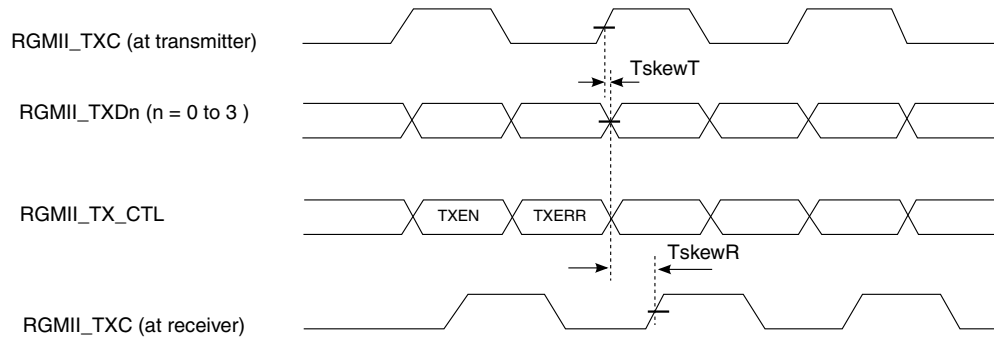 RGMII_TXC (at transmitter)
TskewT
RGMII_TXDn (n = 0 to 3 )
RGMII_TX_CTL
TXEN
TXERR
TskewR
RGMII_TXC (at receiver)